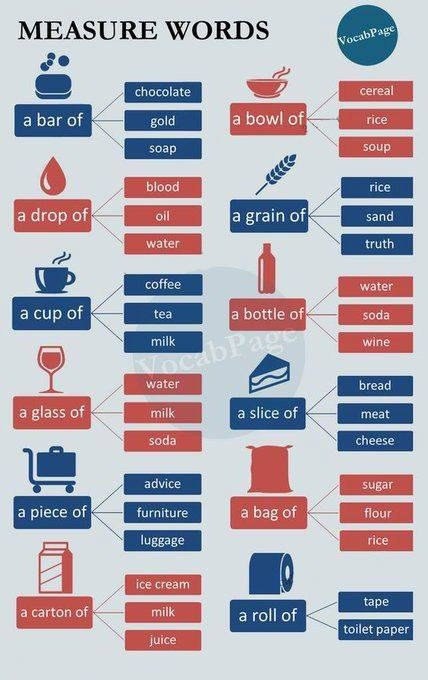 MEASURE WORDS
VocabPage
a bar of
chocolate
gold
soap
a bowl of
cereal
rice
soup
a drop of
blood
oil
water
a grain of
rice
sand
truth
a cup of
coffee
tea
milk
a bottle of
water
soda
wine
VocabPage
a glass of
water
milk
soda
a slice of
bread
meat
cheese
a piece of
advice
furniture
luggage
a bag of
sugar
flour
rice
a carton of
ice cream
milk
juice
a roll of
tape
toilet paper